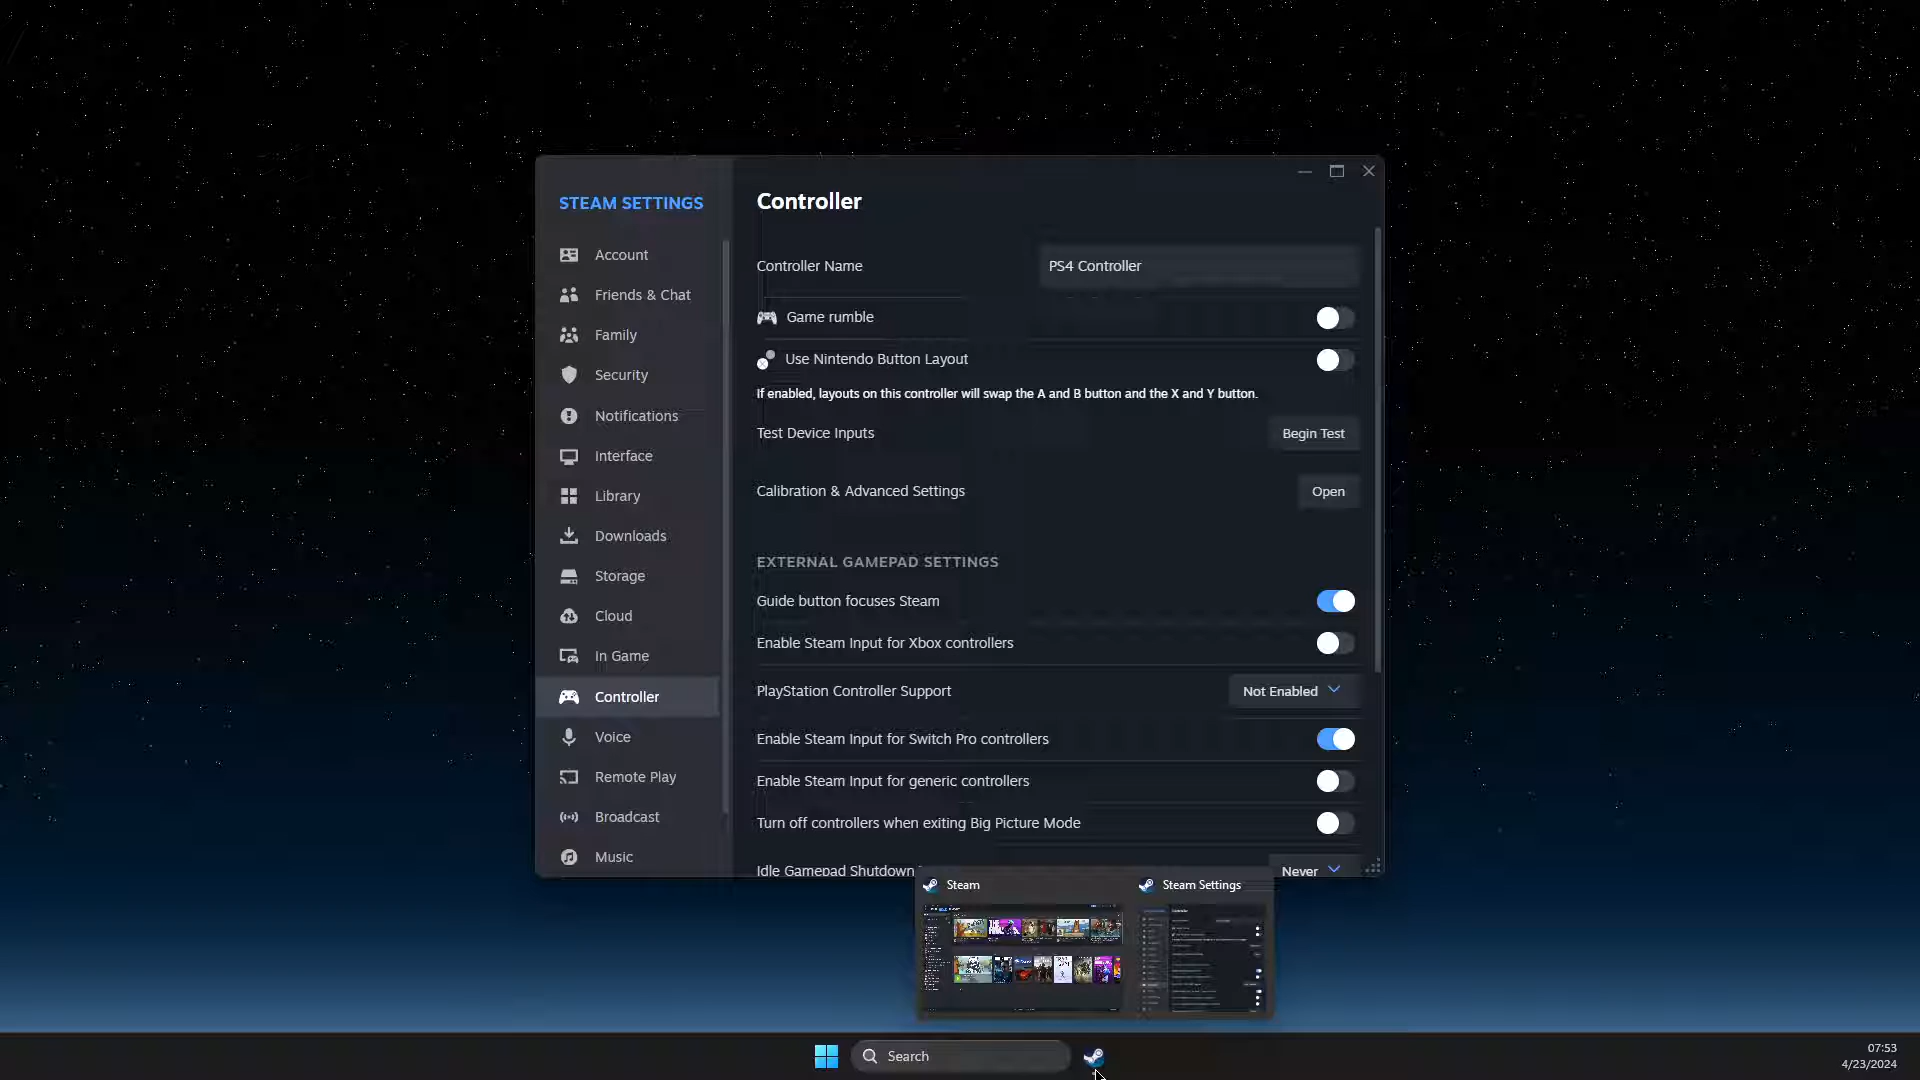 STEAM SETTINGS
Account
Friends & Chat
Family
Security
Notifications
Interface
Library
Downloads
Storage
Cloud
In Game
Controller
Voice
Remote Play
Broadcast
Music
Controller
Controller Name
PS4 Controller
Game rumble
Use Nintendo Button Layout
If enabled, layouts on this controller will swap the A and B button and the X and Y button.
Test Device Inputs
Begin Test
Calibration & Advanced Settings
Open
EXTERNAL GAMEPAD SETTINGS
Guide button focuses Steam
Enable Steam Input for Xbox controllers
PlayStation Controller Support
Not Enabled
Enable Steam Input for Switch Pro controllers
Enable Steam Input for generic controllers
Turn off controllers when exiting Big Picture Mode
Idle Gamepad Shutdown
Never
Steam
Steam Settings
Search
07:53
4/23/2024